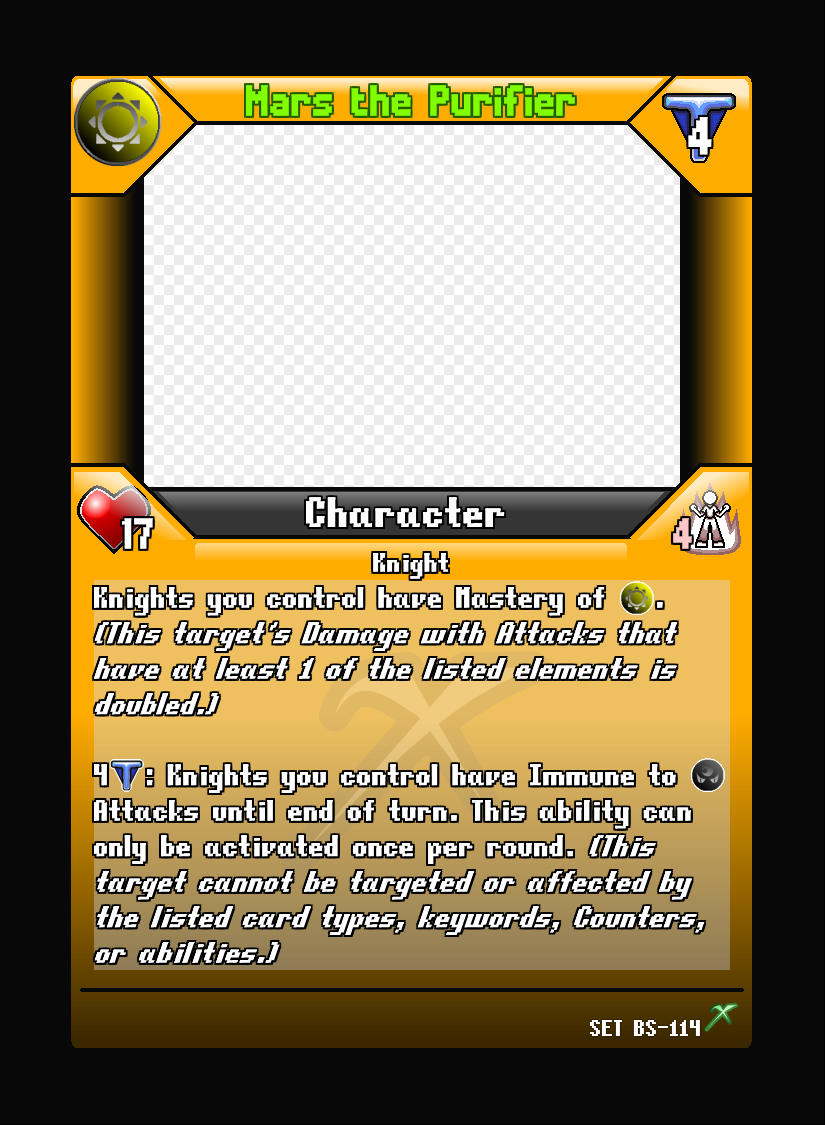 Mars the Purifier
4
17
Character
4
Knight
Knights you control have Mastery of .
(This target's Damage with Attacks that
have at least 1 of the listed elements is
doubled.)
4 : Knights you control have Immune to
Attacks until end of turn. This ability can
only be activated once per round. (This
target cannot be targeted or affected by
the listed card types, keywords, Counters,
or abilities.)
SET BS-114